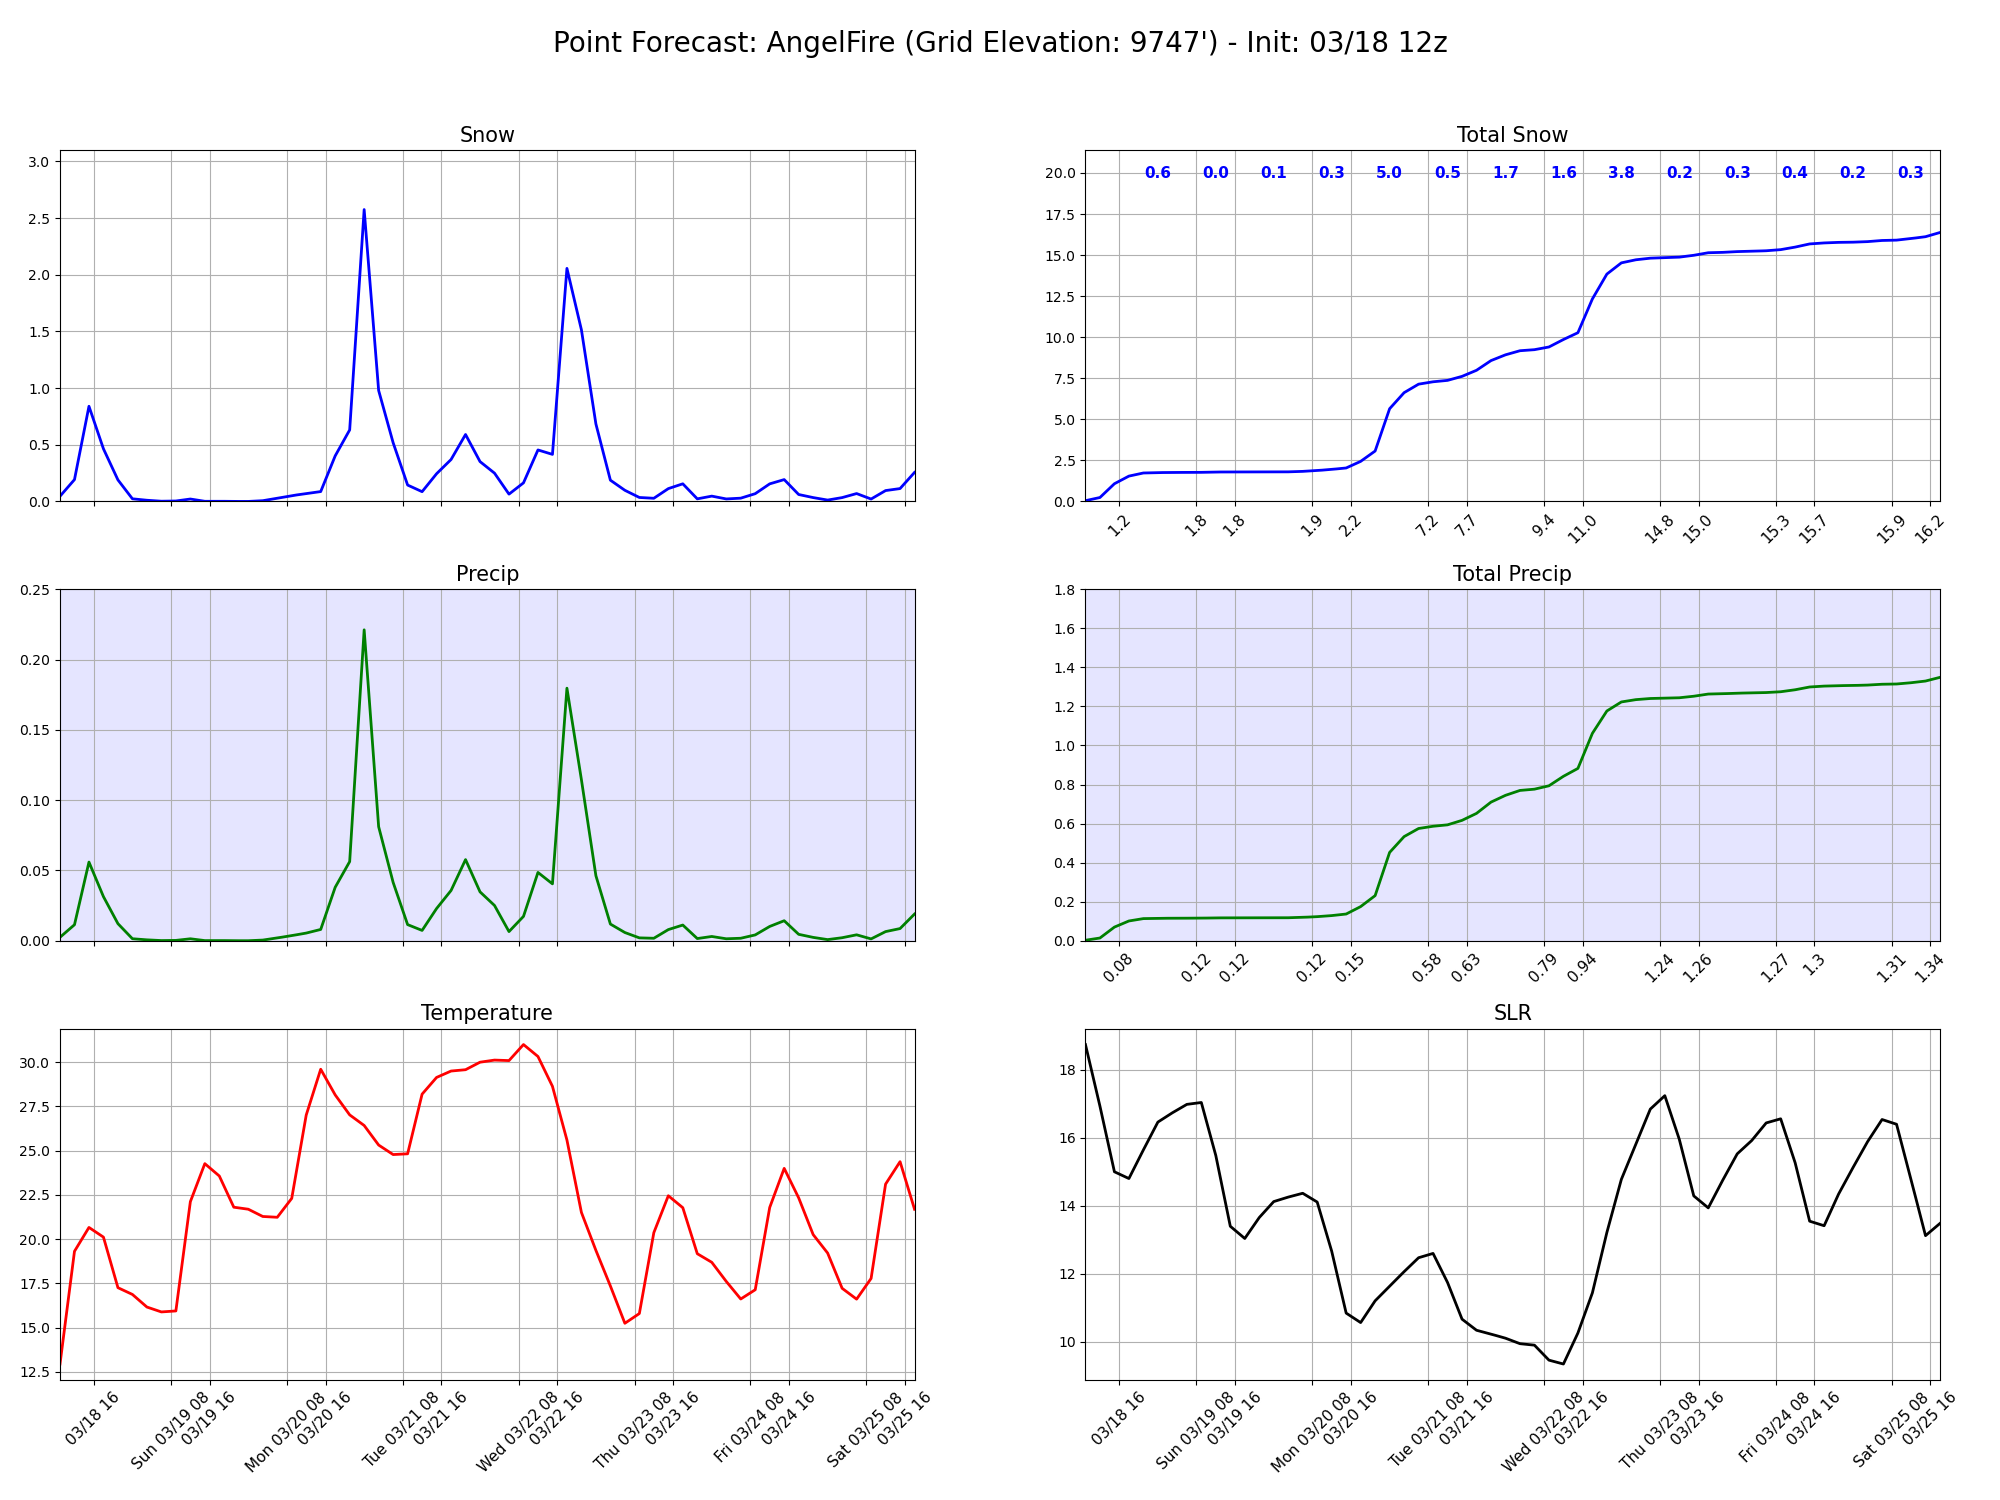 Point Forecast: AngelFire (Grid Elevation: 9747') - Init: 03/18 12z
Snow
3.0
2.5
2.0
1.5
1.0
0.5
0.0
Total Snow
0.6 0.0 0.1 0.3 5.0 0.5 1.7 1.6 3.8 0.2 0.3 0.4 0.2 0.3
20.0
17.5
15.0
12.5
10.0
7.5
5.0
2.5
0.0
1.2 1.8 1.8 1.9 2.2 7.2 7.7 9.4 11.0 14.8 15.0 15.3 15.7 15.9 16.2
Precip
0.25
0.20
0.15
0.10
0.05
0.00
Total Precip
1.8
1.6
1.4
1.2
1.0
0.8
0.6
0.4
0.2
0.0
0.08 0.12 0.12 0.12 0.15 0.58 0.63 0.79 0.94 1.24 1.26 1.27 1.3 1.31 1.34
Temperature
30.0
27.5
25.0
22.5
20.0
17.5
15.0
12.5
03/18 16
Sun 03/19 08
03/19 16
Mon 03/20 08
03/20 16
Tue 03/21 08
03/21 16
Wed 03/22 08
03/22 16
Thu 03/23 08
03/23 16
Fri 03/24 08
03/24 16
Sat 03/25 08
03/25 16
SLR
18
16
14
12
10
03/18 16
Sun 03/19 08
03/19 16
Mon 03/20 08
03/20 16
Tue 03/21 08
03/21 16
Wed 03/22 08
03/22 16
Thu 03/23 08
03/23 16
Fri 03/24 08
03/24 16
Sat 03/25 08
03/25 16